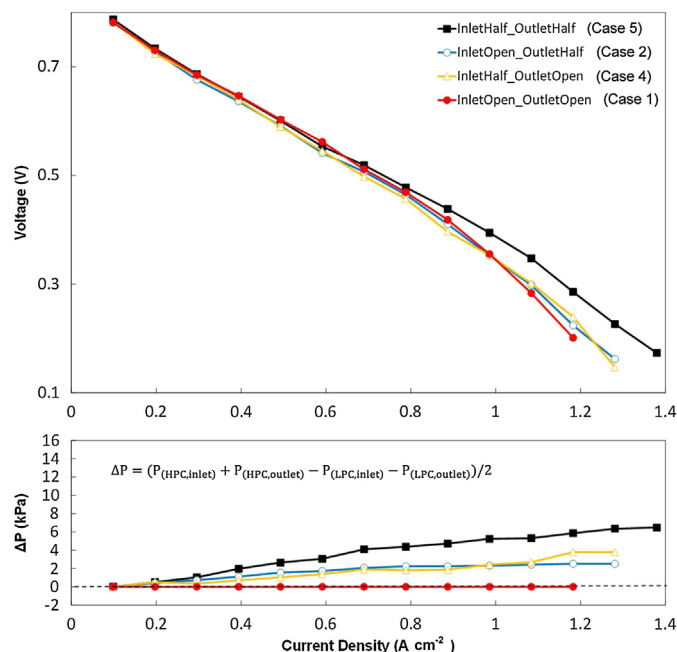 InletHalf_OutletHalf (Case 5)
InletOpen_OutletHalf (Case 2)
InletHalf_OutletOpen (Case 4)
InletOpen_OutletOpen (Case 1)
Voltage (V)
0.7
0.5
0.3
0.1
0 0.2 0.4 0.6 0.8 1 1.2 1.4
ΔP = (P(HPC,inlet) + P(HPC,outlet) − P(LPC,inlet) − P(LPC,outlet))/2
ΔP (kPa)
16
14
12
10
8
6
4
2
0
-2
0 0.2 0.4 0.6 0.8 1 1.2 1.4
Current Density (A cm-2)